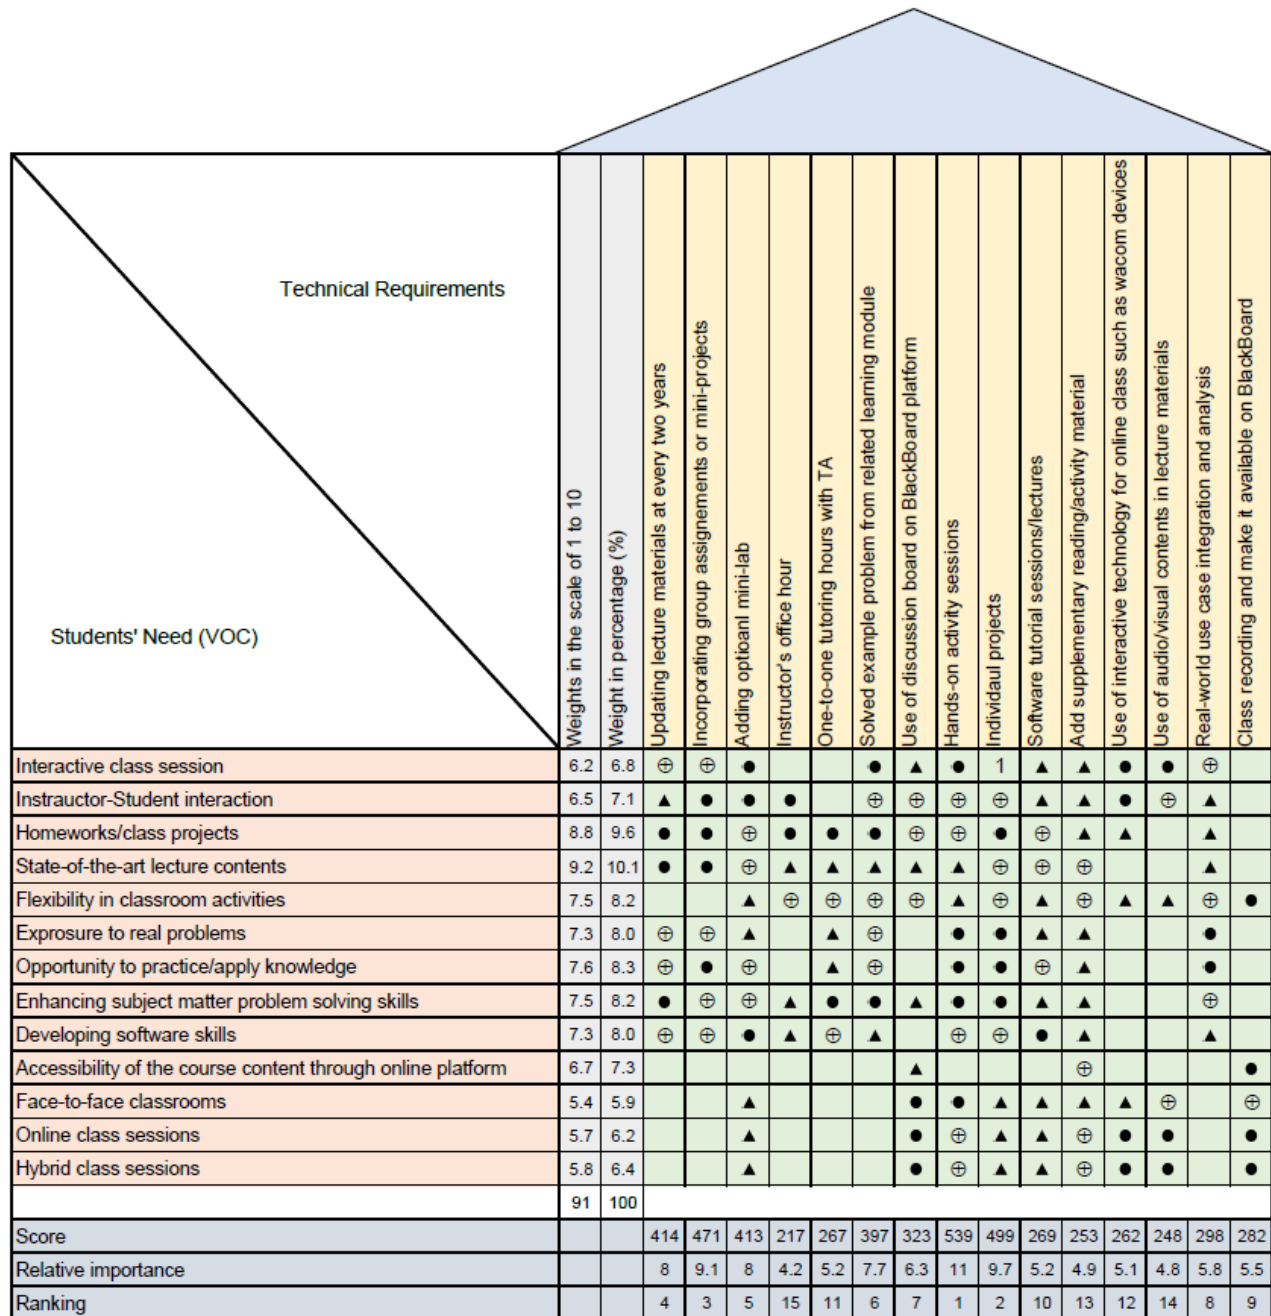 Technical Requirements
Students' Need (VOC)
Weights in the scale of 1 to 10
Weight in percentage (%)
Updating lecture materials at every two years
Incorporating group assignements or mini-projects
Adding optioanl mini-lab
Instructor's office hour
One-to-one tutoring hours with TA
Solved example problem from related learning module
Use of discussion board on BlackBoard platform
Hands-on activity sessions
Individaul projects
Software tutorial sessions/lectures
Add supplementary reading/activity material
Use of interactive technology for online class such as wacom devices
Use of audio/visual contents in lecture materials
Real-world use case integration and analysis
Class recording and make it available on BlackBoard
Interactive class session 6.2 6.8 ⊕ ⊕ ● ● ▲ ● 1 ▲ ▲ ● ● ⊕
Instrauctor-Student interaction 6.5 7.1 ▲ ● ● ● ⊕ ⊕ ⊕ ⊕ ▲ ▲ ● ⊕ ▲
Homeworks/class projects 8.8 9.6 ● ● ⊕ ● ● ● ⊕ ⊕ ● ⊕ ▲ ▲ ▲
State-of-the-art lecture contents 9.2 10.1 ● ● ⊕ ▲ ▲ ▲ ▲ ▲ ⊕ ⊕ ⊕ ▲
Flexibility in classroom activities 7.5 8.2 ▲ ⊕ ⊕ ⊕ ⊕ ▲ ⊕ ▲ ⊕ ▲ ▲ ⊕ ●
Exposure to real problems 7.3 8.0 ⊕ ⊕ ▲ ▲ ⊕ ● ● ▲ ▲ ●
Opportunity to practice/apply knowledge 7.6 8.3 ⊕ ● ⊕ ▲ ⊕ ● ● ⊕ ▲ ●
Enhancing subject matter problem solving skills 7.5 8.2 ● ⊕ ⊕ ▲ ● ● ▲ ● ● ▲ ▲ ⊕
Developing software skills 7.3 8.0 ⊕ ⊕ ● ▲ ⊕ ▲ ⊕ ⊕ ● ▲ ▲
Accessibility of the course content through online platform 6.7 7.3 ▲ ⊕ ●
Face-to-face classrooms 5.4 5.9 ▲ ● ● ▲ ▲ ▲ ▲ ⊕ ⊕
Online class sessions 5.7 6.2 ▲ ● ⊕ ▲ ▲ ⊕ ● ● ●
Hybrid class sessions 5.8 6.4 ▲ ● ⊕ ▲ ▲ ⊕ ● ● ●
91 100
Score 414 471 413 217 267 397 323 539 499 269 253 262 248 298 282
Relative importance 8 9.1 8 4.2 5.2 7.7 6.3 11 9.7 5.2 4.9 5.1 4.8 5.8 5.5
Ranking 4 3 5 15 11 6 7 1 2 10 13 12 14 8 9